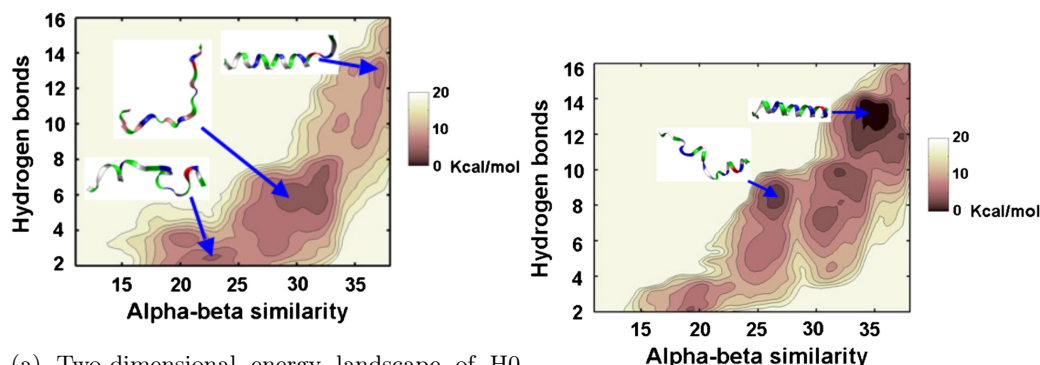 16
14
12
10
8
6
4
2
Hydrogen bonds
15 20 25 30 35
Alpha-beta similarity
20
10
0 Kcal/mol
16
14
12
10
8
6
4
2
Hydrogen bonds
15 20 25 30 35
Alpha-beta similarity
20
10
0 Kcal/mol
(a) Two-dimensional energy landscape of H0